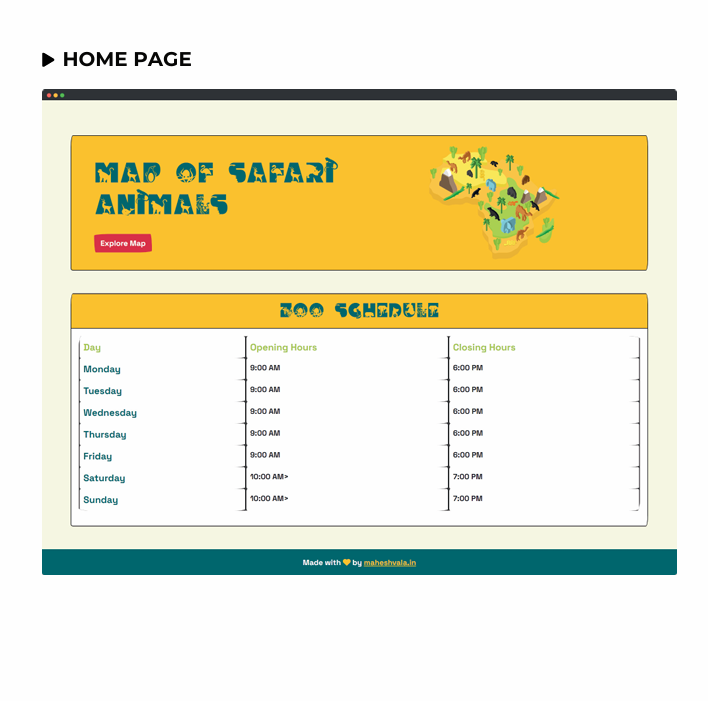 HOME PAGE
MAP OF SAFARI
ANIMALS
Explore Map
ZOO SCHEDULE
Day Opening Hours Closing Hours
Monday 9:00 AM 6:00 PM
Tuesday 9:00 AM 6:00 PM
Wednesday 9:00 AM 6:00 PM
Thursday 9:00 AM 6:00 PM
Friday 9:00 AM 6:00 PM
Saturday 10:00 AM> 7:00 PM
Sunday 10:00 AM> 7:00 PM
Made with 🧡 by maheshvala.in